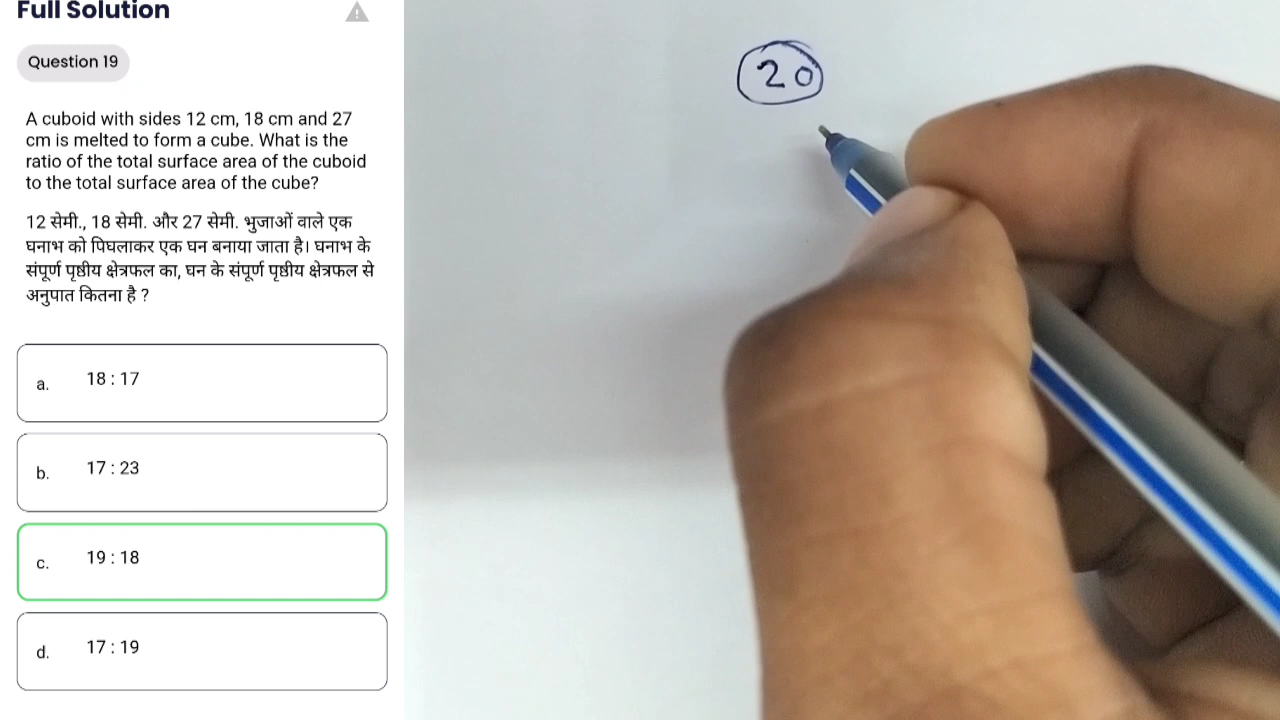 Full Solution
Question 19
A cuboid with sides 12 cm, 18 cm and 27
cm is melted to form a cube. What is the
ratio of the total surface area of the cuboid
to the total surface area of the cube?
12 सेमी., 18 सेमी. और 27 सेमी. भुजाओं वाले एक
घनाभ को पिघलाकर एक घन बनाया जाता है। घनाभ के
संपूर्ण पृष्ठीय क्षेत्रफल का, घन के संपूर्ण पृष्ठीय क्षेत्रफल से
अनुपात कितना है ?
a. 18 : 17
b. 17 : 23
c. 19 : 18
d. 17 : 19
20